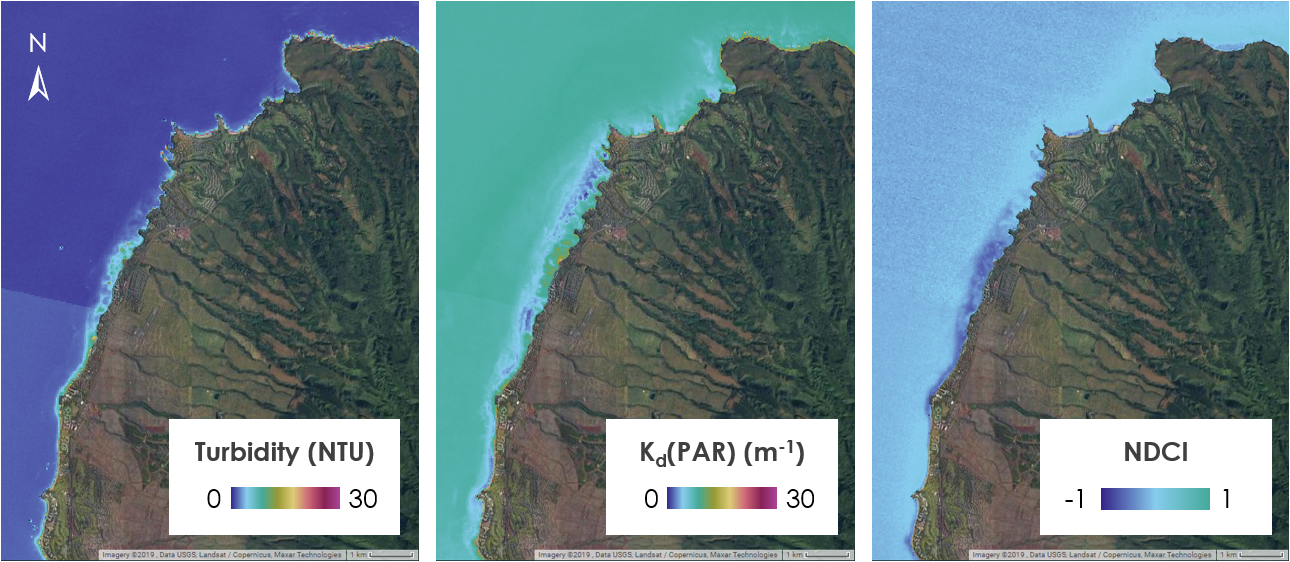 N
Turbidity (NTU)
0 30
Imagery ©2019 , Data USGS, Landsat / Copernicus, Maxar Technologies 1 km
Kd(PAR) (m-1)
0 30
Imagery ©2019 , Data USGS, Landsat / Copernicus, Maxar Technologies 1 km
NDCI
-1 1
Imagery ©2019 , Data USGS, Landsat / Copernicus, Maxar Technologies 1 km